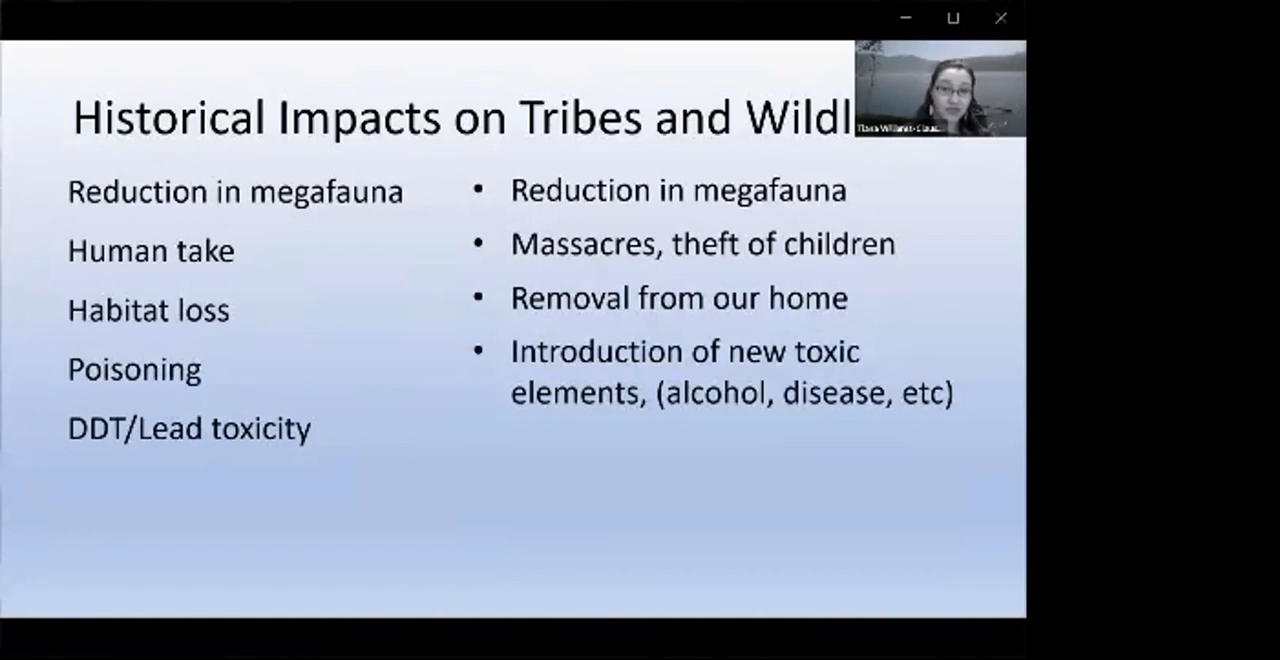 Historical Impacts on Tribes and Wildl
Reduction in megafauna
Human take
Habitat loss
Poisoning
DDT/Lead toxicity
• Reduction in megafauna
• Massacres, theft of children
• Removal from our home
• Introduction of new toxic
elements, (alcohol, disease, etc)